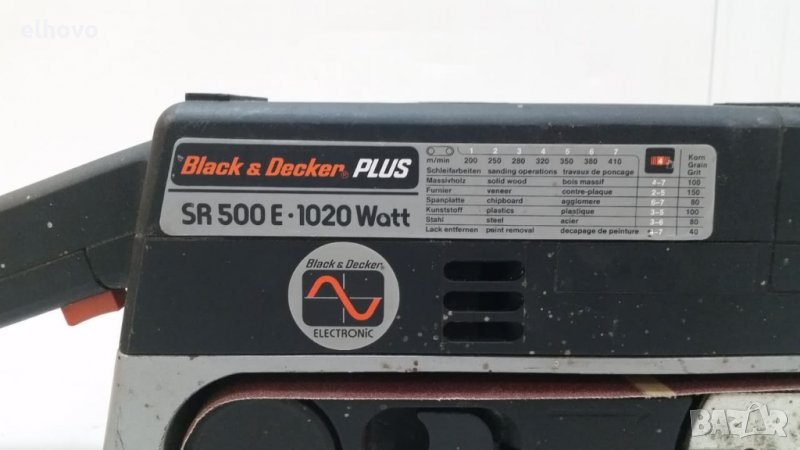 elhovo
Black & Decker PLUS
SR 500 E · 1020 Watt
1 2 3 4 5 6 7
m/min 200 250 280 320 350 380 410
4
Korn
Grain
Grit
Schleifarbeiten sanding operations travaux de poncage
Massivholz solid wood bois massif 4-7 100
Furnier veneer contre-plaque 2-5 150
Spanplatte chipboard agglomere 6-7 80
Kunststoff plastics plastique 3-5 100
Stahl steel acier 3-6 80
Lack entfernen paint removal decapage de peinture 40
Black & Decker
ELECTRONIC
BAZAR